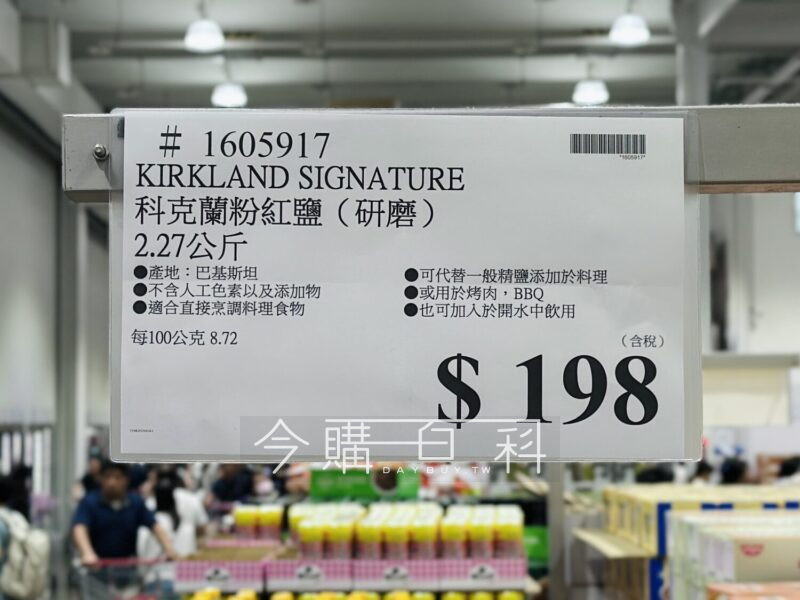 # 1605917
*1605917*
KIRKLAND SIGNATURE
科克蘭粉紅鹽（研磨）
2.27公斤
●產地：巴基斯坦
●不含人工色素以及添加物
●適合直接烹調料理食物
●可代替一般精鹽添加於料理
●或用於烤肉，BBQ
●也可加入於開水中飲用
每100公克 8.72
（含稅）
$ 198
今購百科
DAYBUY.TW